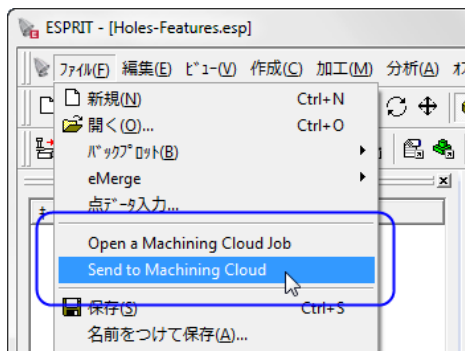 ESPRIT - [Holes-Features.esp]
ファイル(F) 編集(E) ビュー(V) 作成(C) 加工(M) 分析(A)
新規(N) Ctrl+N
開く(O)... Ctrl+O
バックプロット(B)
eMerge
点データ入力...
Open a Machining Cloud Job
Send to Machining Cloud
保存(S) Ctrl+S
名前をつけて保存(A)...